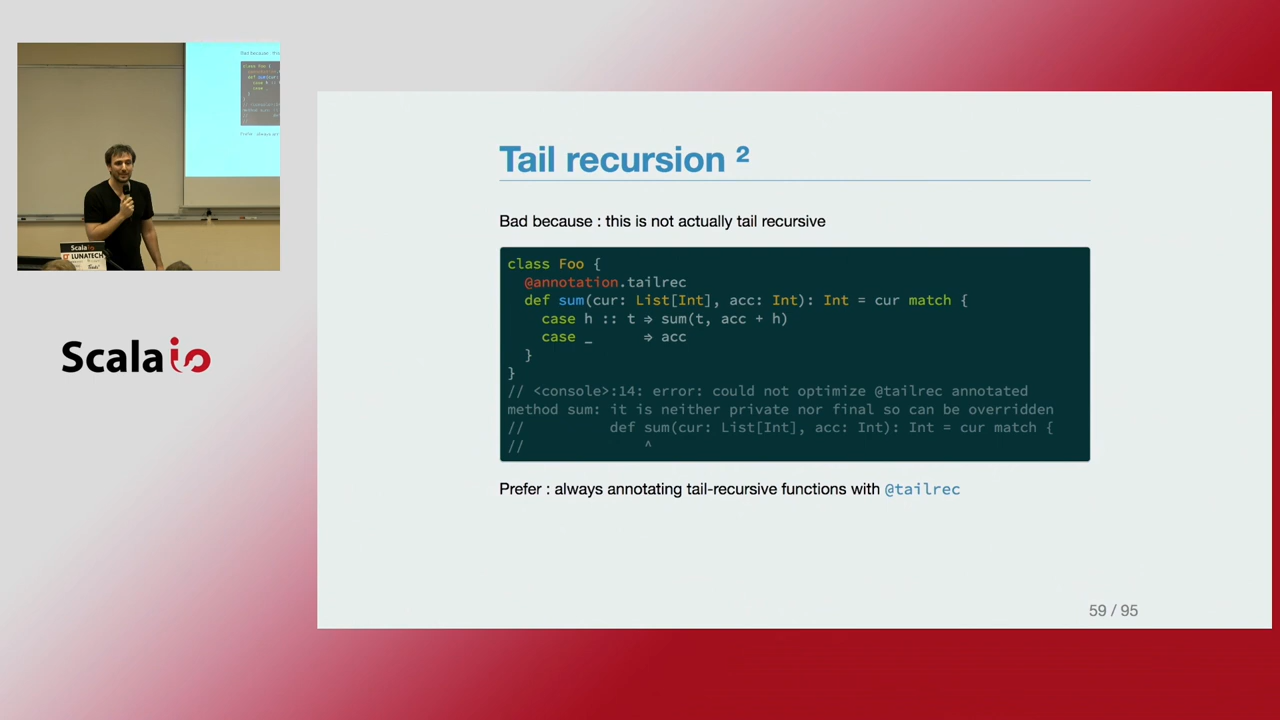 Tail recursion ²
Bad because : this is not actually tail recursive
class Foo {
  @annotation.tailrec
  def sum(cur: List[Int], acc: Int): Int = cur match {
    case h :: t ⇒ sum(t, acc + h)
    case _      ⇒ acc
  }
}
// <console>:14: error: could not optimize @tailrec annotated
method sum: it is neither private nor final so can be overridden
//          def sum(cur: List[Int], acc: Int): Int = cur match {
//              ^
Prefer : always annotating tail-recursive functions with @tailrec
59 / 95
Scala io
Scala io
LUNATECH